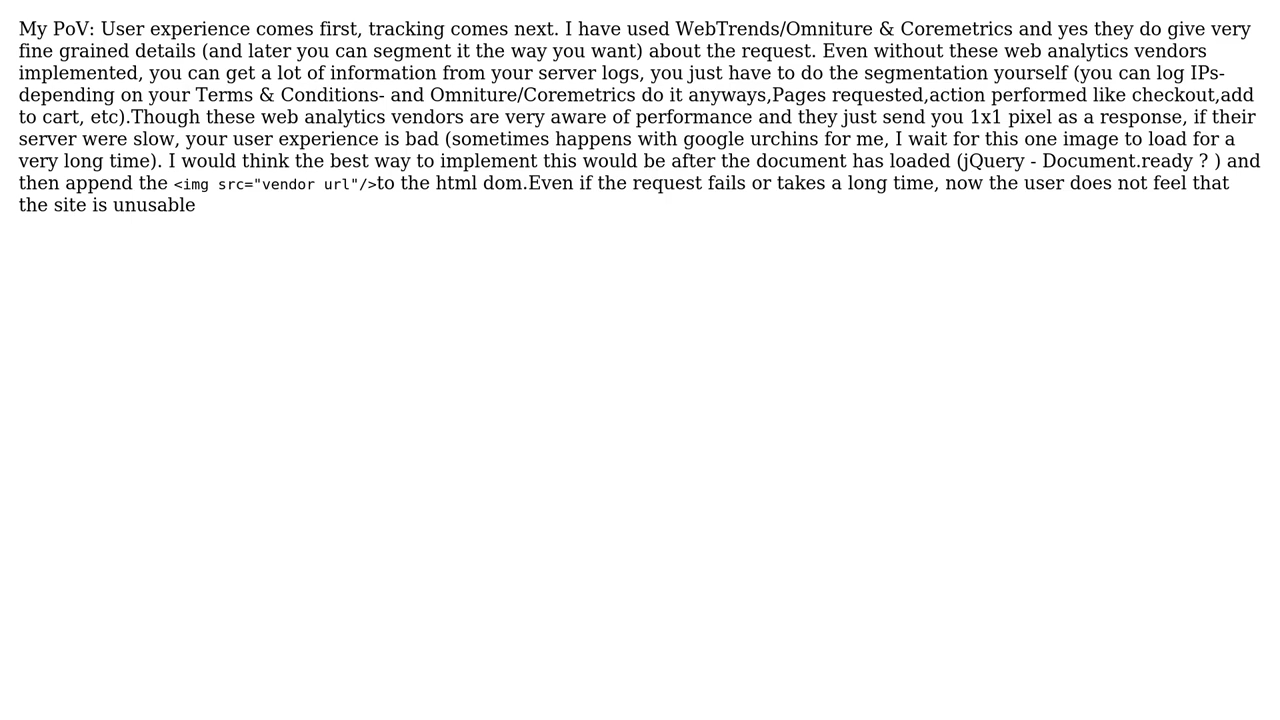 My PoV: User experience comes first, tracking comes next. I have used WebTrends/Omniture & Coremetrics and yes they do give very
fine grained details (and later you can segment it the way you want) about the request. Even without these web analytics vendors
implemented, you can get a lot of information from your server logs, you just have to do the segmentation yourself (you can log IPs-
depending on your Terms & Conditions- and Omniture/Coremetrics do it anyways,Pages requested,action performed like checkout,add
to cart, etc).Though these web analytics vendors are very aware of performance and they just send you 1x1 pixel as a response, if their
server were slow, your user experience is bad (sometimes happens with google urchins for me, I wait for this one image to load for a
very long time). I would think the best way to implement this would be after the document has loaded (jQuery - Document.ready ? ) and
then append the <img src="vendor url"/>to the html dom.Even if the request fails or takes a long time, now the user does not feel that
the site is unusable